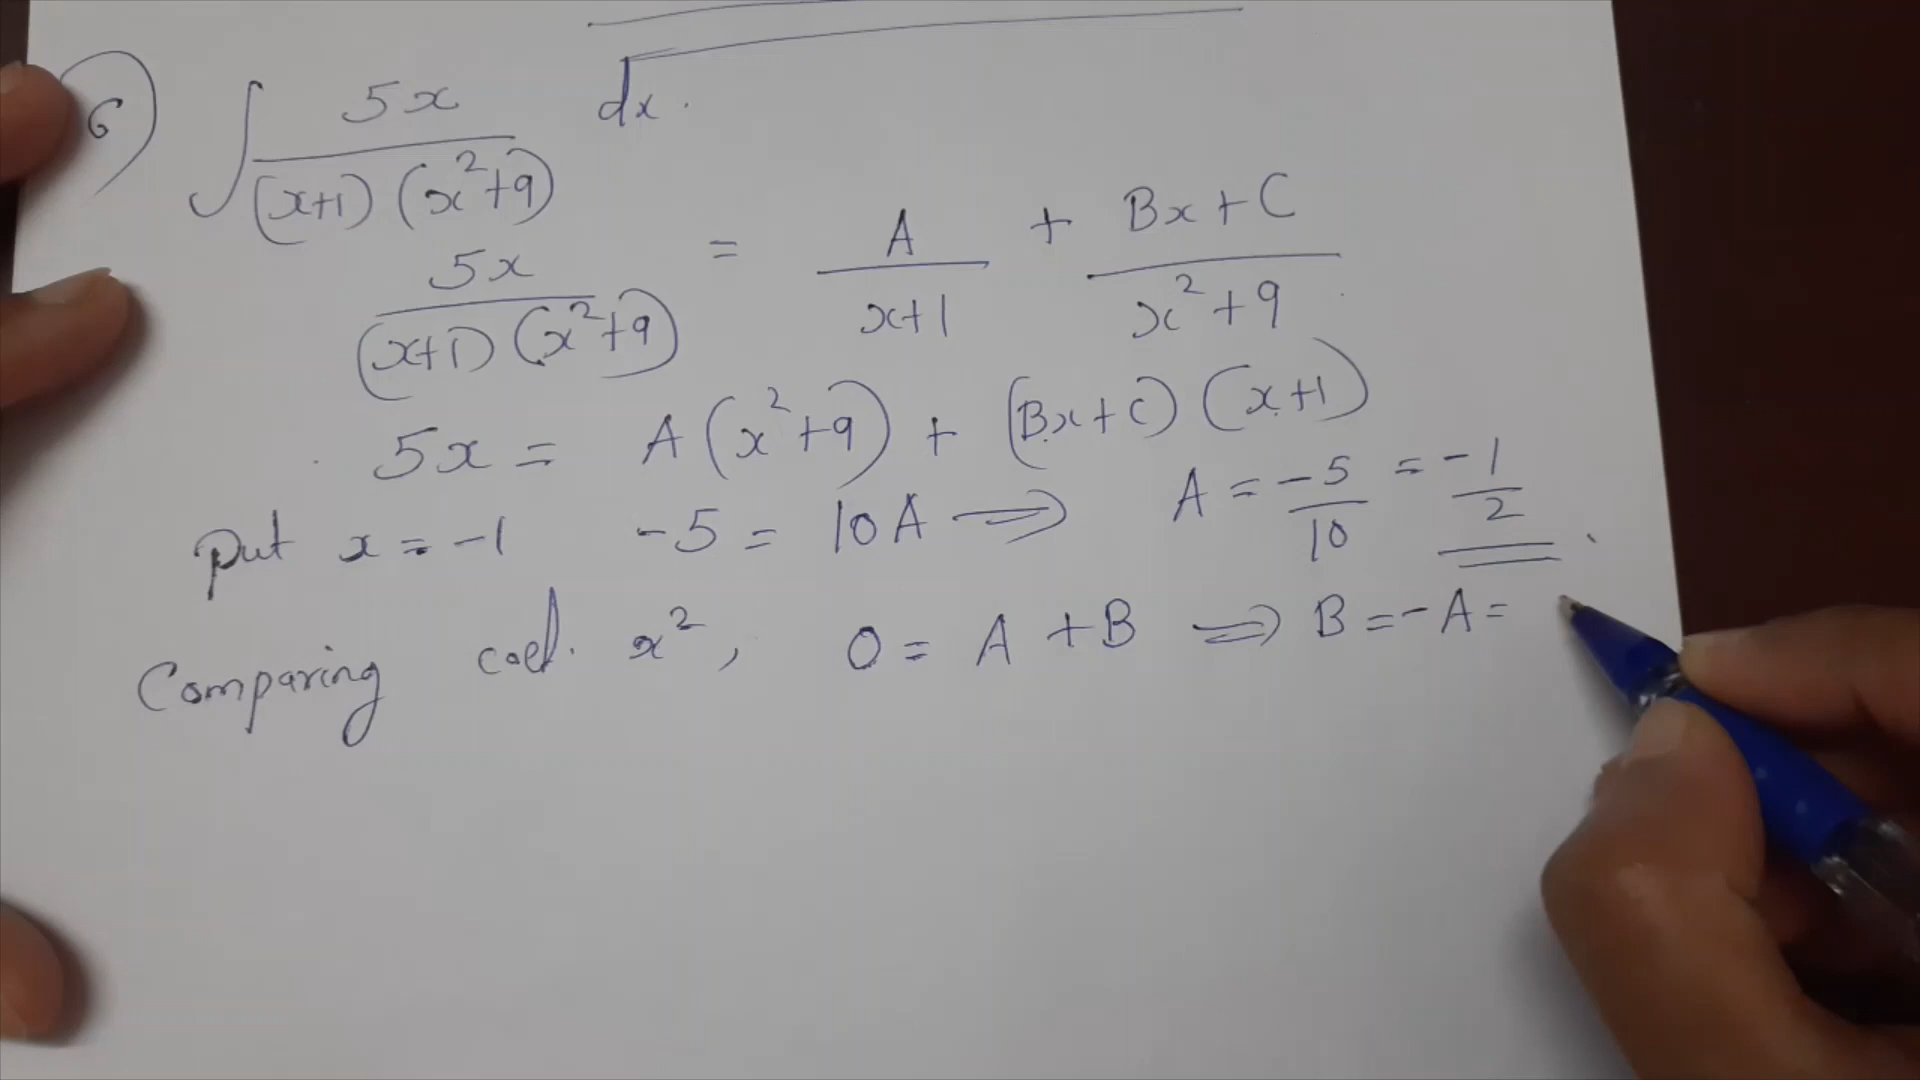 6) ∫ 5x / (x+1)(x²+9) dx.
5x / (x+1)(x²+9) = A / x+1 + Bx+C / x²+9
5x = A(x²+9) + (Bx+C)(x+1)
put x = -1 -5 = 10A ⟹ A = -5/10 = -1/2
Comparing coef. x², 0 = A + B ⟹ B = -A =